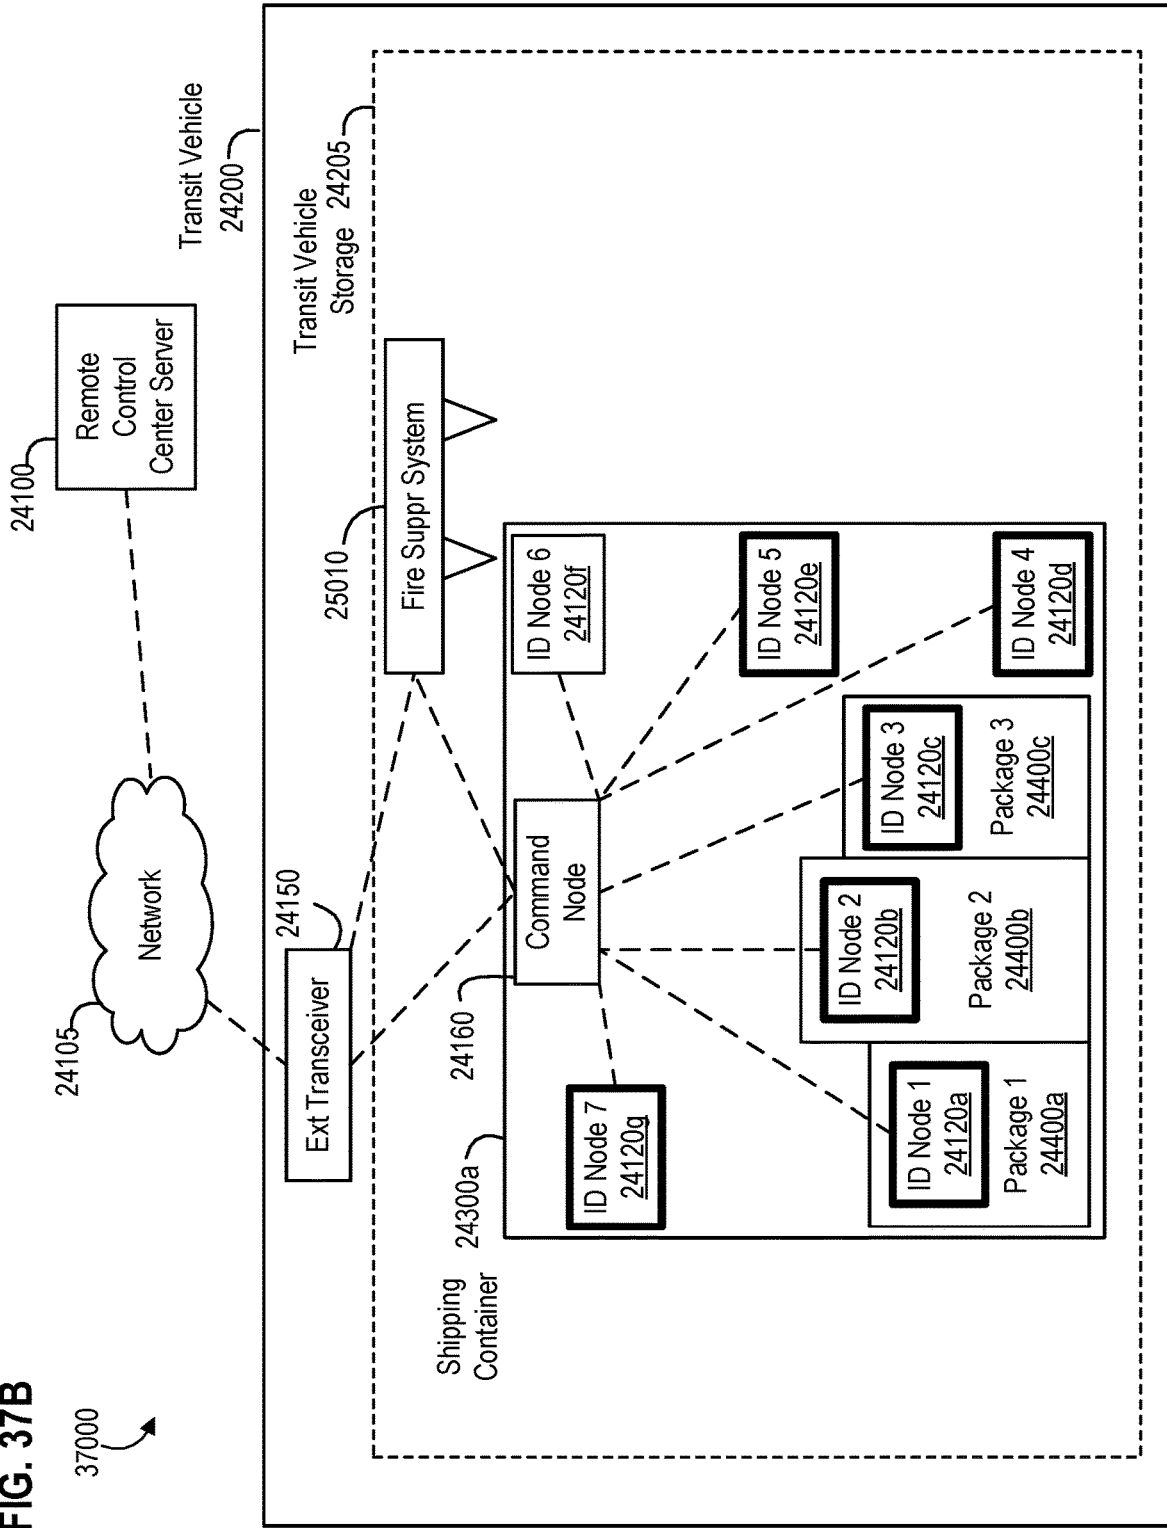 FIG. 37B
37000
24105
Network
24100
Remote
Control
Center Server
Transit Vehicle
24200
Ext Transceiver
24150
Transit Vehicle
Storage 24205
25010
Fire Suppr System
Shipping
Container
24300a
24160
Command
Node
ID Node 7
24120g
ID Node 6
24120f
ID Node 5
24120e
ID Node 4
24120d
ID Node 1
24120a
Package 1
24400a
ID Node 2
24120b
Package 2
24400b
ID Node 3
24120c
Package 3
24400c